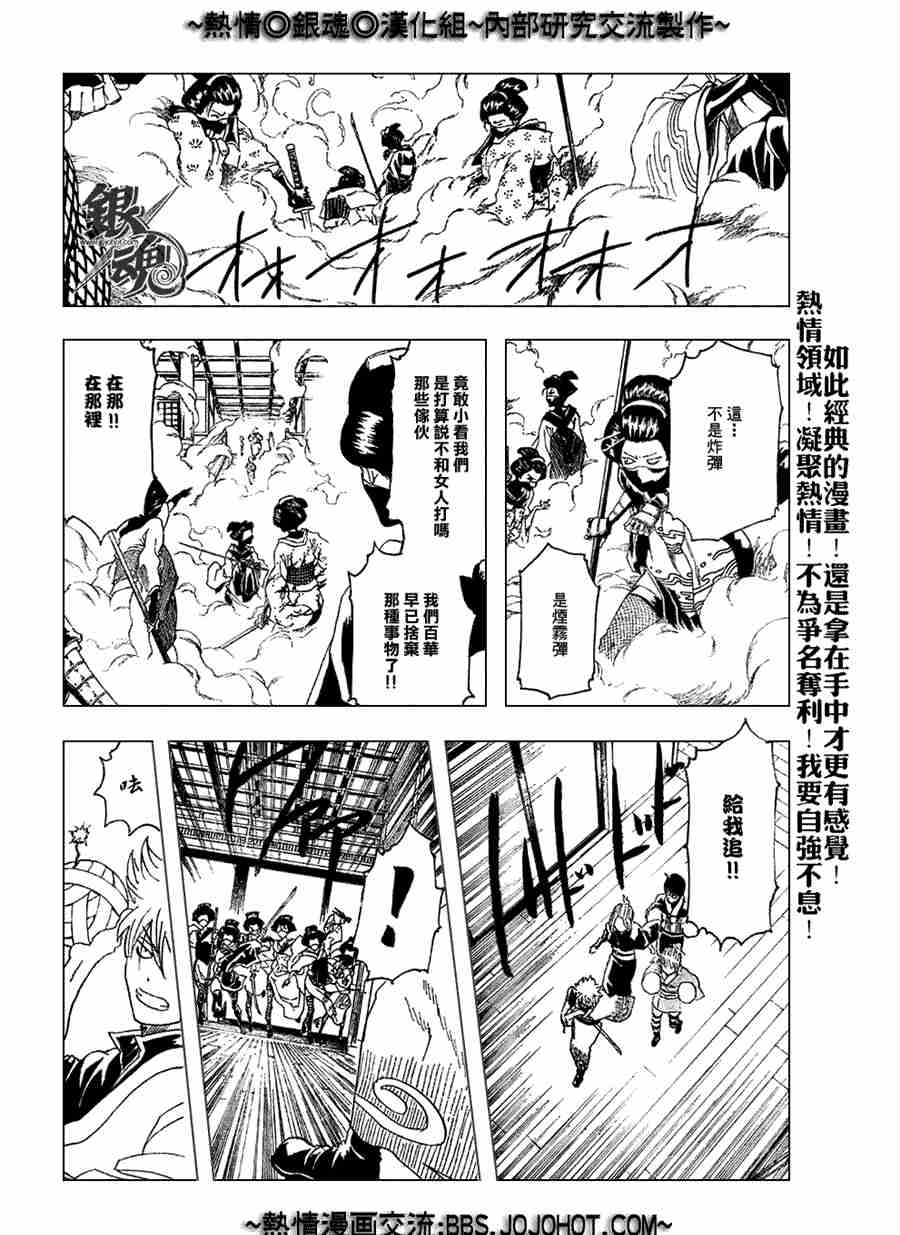 ~熱情◎銀魂◎漢化組~內部研究交流製作~
銀魂
オオ
オオ
オオ
如此經典的漫畫！還是拿在手中才更有感覺！
熱情領域！凝聚熱情！不為爭名奪利！我要自強不息！
這…
不是炸彈
是煙霧彈
竟敢小看我們
是打算説不和女人打嗎
那些傢伙
我們百華
早已捨棄
那種事物了!!
在那!!
在那裡
給我追!!
ドドド
！
呿
~熱情漫画交流:BBS.JOJOHOT.COM~